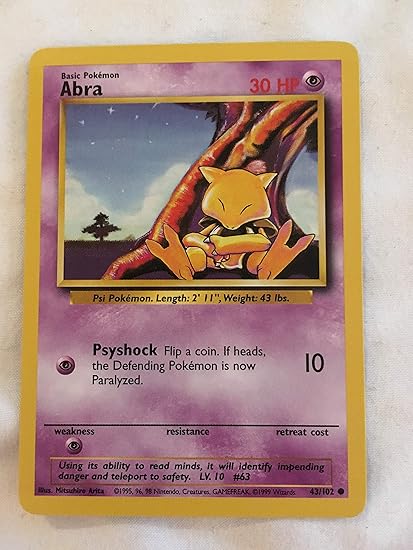 Basic Pokémon
Abra 30 HP
Psi Pokémon. Length: 2' 11", Weight: 43 lbs.
Psyshock Flip a coin. If heads,
the Defending Pokémon is now
Paralyzed.
10
weakness resistance retreat cost
Using its ability to read minds, it will identify impending
danger and teleport to safety. LV. 10 #63
Illus. Mitsuhiro Arita ©1995, 96, 98 Nintendo, Creatures, GAMEFREAK. ©1999 Wizards. 43/102